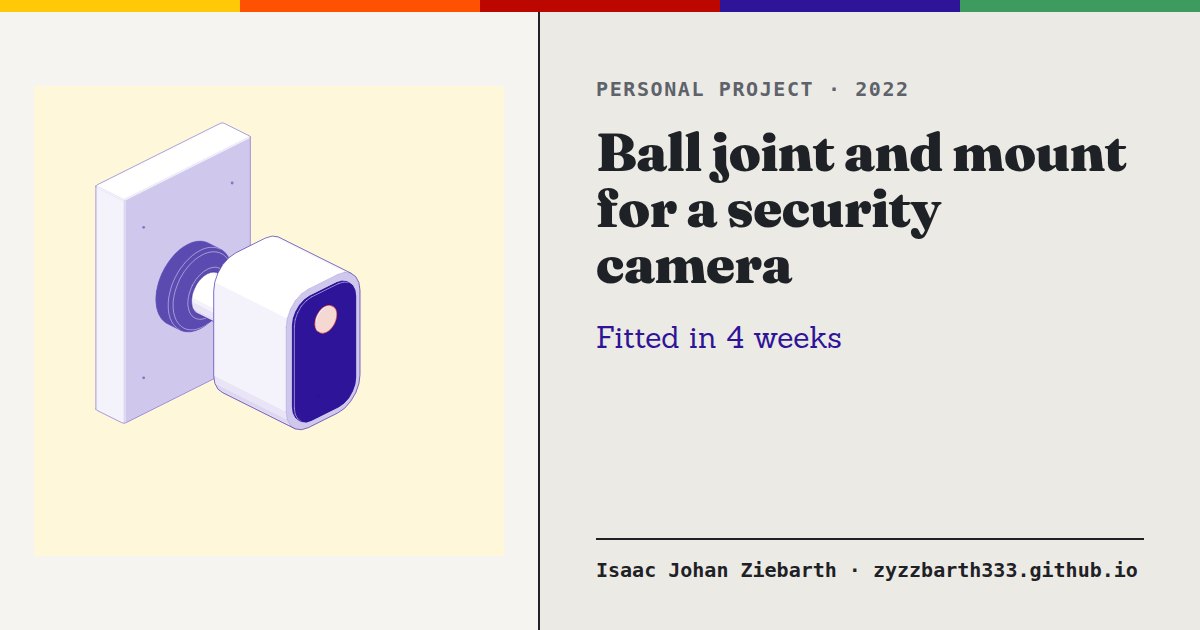 PERSONAL PROJECT · 2022
Ball joint and mount
for a security
camera
Fitted in 4 weeks
Isaac Johan Ziebarth · zyzzbarth333.github.io